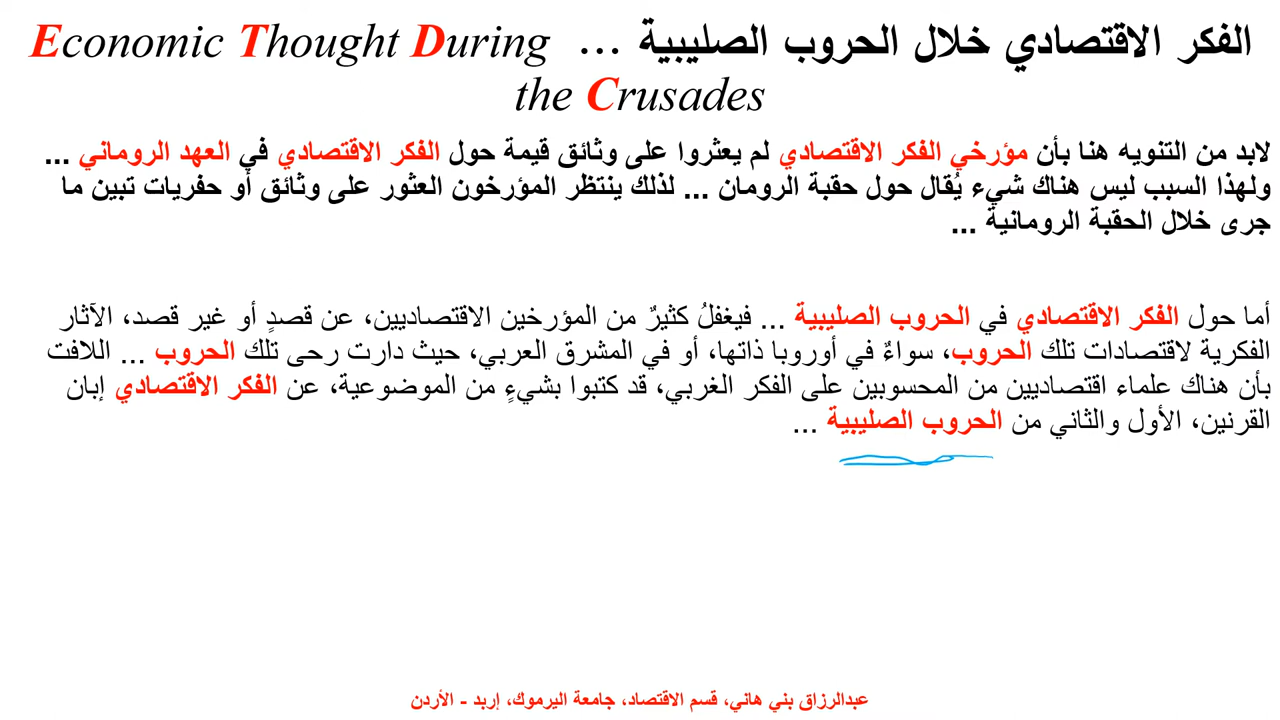 الفكر الاقتصادي خلال الحروب الصليبية ... Economic Thought During
the Crusades
لابد من التنويه هنا بأن مؤرخي الفكر الاقتصادي لم يعثروا على وثائق قيمة حول الفكر الاقتصادي في العهد الروماني ...
ولهذا السبب ليس هناك شيء يُقال حول حقبة الرومان ... لذلك ينتظر المؤرخون العثور على وثائق أو حفريات تبين ما
جرى خلال الحقبة الرومانية ...
أما حول الفكر الاقتصادي في الحروب الصليبية ... فيغفلُ كثيرٌ من المؤرخين الاقتصاديين، عن قصدٍ أو غير قصد، الآثار
الفكرية لاقتصادات تلك الحروب، سواءٌ في أوروبا ذاتها، أو في المشرق العربي، حيث دارت رحى تلك الحروب ... اللافت
بأن هناك علماء اقتصاديين من المحسوبين على الفكر الغربي، قد كتبوا بشيءٍ من الموضوعية، عن الفكر الاقتصادي إبان
القرنين، الأول والثاني من الحروب الصليبية ...
عبدالرزاق بني هاني، قسم الاقتصاد، جامعة اليرموك، إربد - الأردن